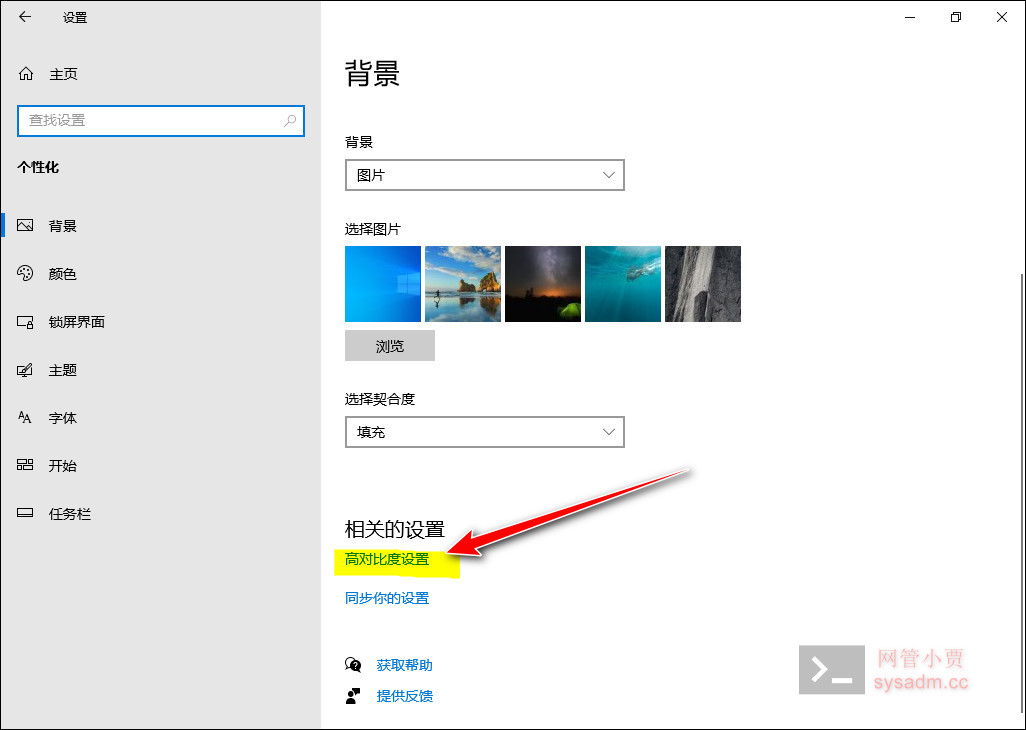 设置
主页
查找设置
个性化
背景
颜色
锁屏界面
主题
字体
开始
任务栏
背景
背景
图片
选择图片
浏览
选择契合度
填充
相关的设置
高对比度设置
同步你的设置
获取帮助
提供反馈
网管小贾
sysadm.cc